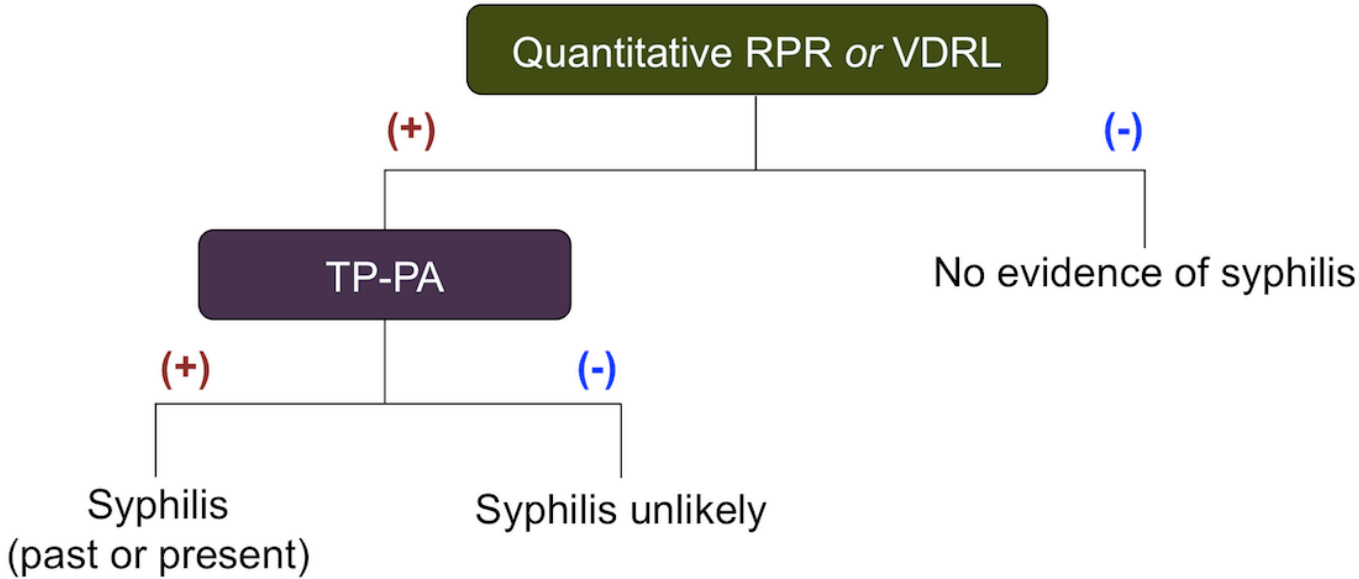 Quantitative RPR or VDRL
(+)
(-)
TP-PA
No evidence of syphilis
(+)
(-)
Syphilis
(past or present)
Syphilis unlikely